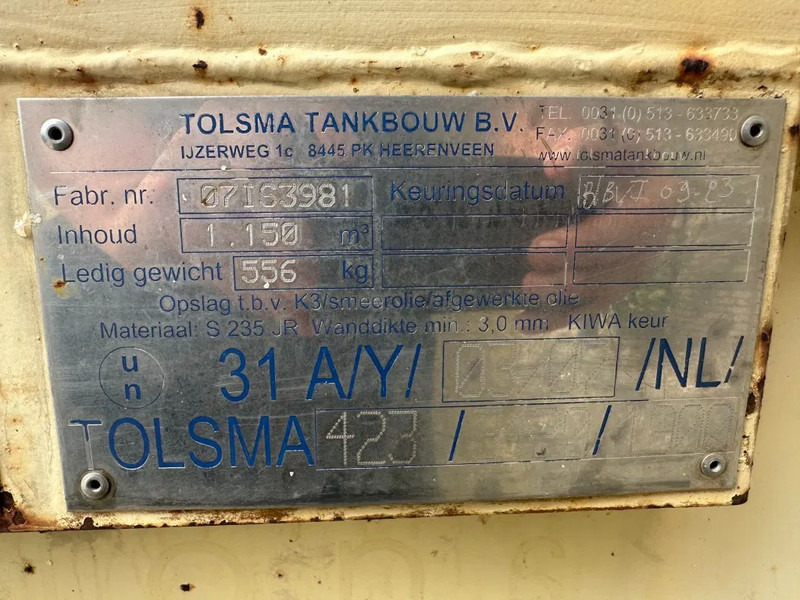 TOLSMA TANKBOUW B.V.
IJZERWEG 1c 8445 PK HEERENVEEN
TEL. 0031 (0) 513 - 633733
FAX. 0031 (0) 513 - 633490
www.tolsmatankbouw.nl
Fabr. nr. 07IS3981 Keuringsdatum 09-23
Inhoud 1.150 m³
Ledig gewicht 556 kg
Opslag t.b.v. K3/smeerolie/afgewerkte olie
Materiaal: S 235 JR Wanddikte min.: 3,0 mm KIWA keur
un 31 A/Y/ /NL/
TOLSMA 423 / /